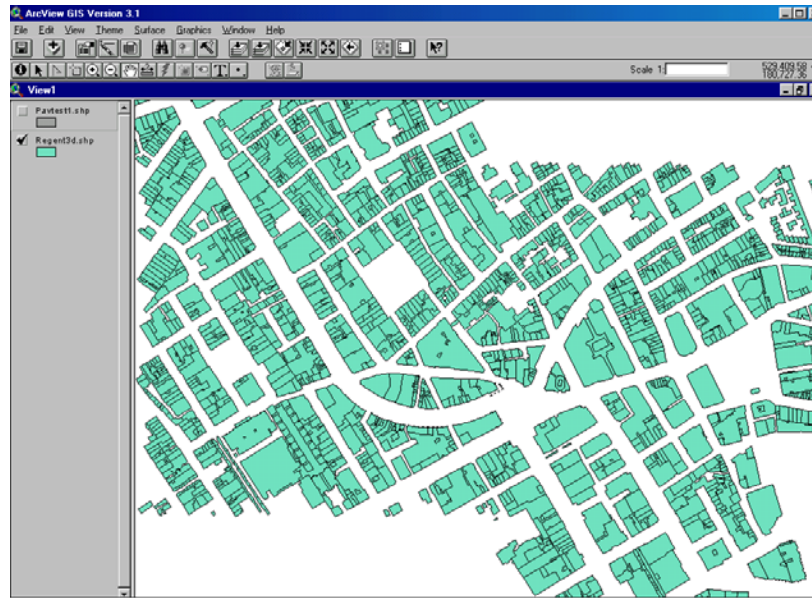 ArcView GIS Version 3.1
File Edit View Theme Surface Graphics Window Help
Scale 1:
529,409.58
180,727.36
View1
Pavtest1.shp
Regent3d.shp